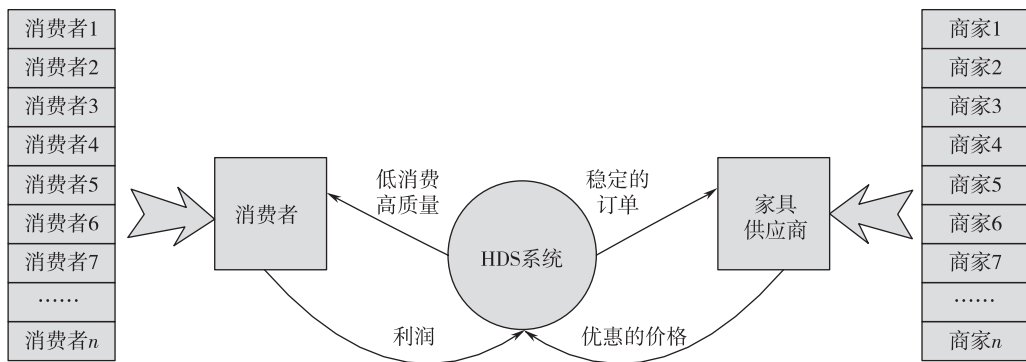 消费者1
消费者2
消费者3
消费者4
消费者5
消费者6
消费者7
……
消费者n
消费者
低消费
高质量
利润
HDS系统
稳定的
订单
优惠的价格
家具
供应商
商家1
商家2
商家3
商家4
商家5
商家6
商家7
……
商家n